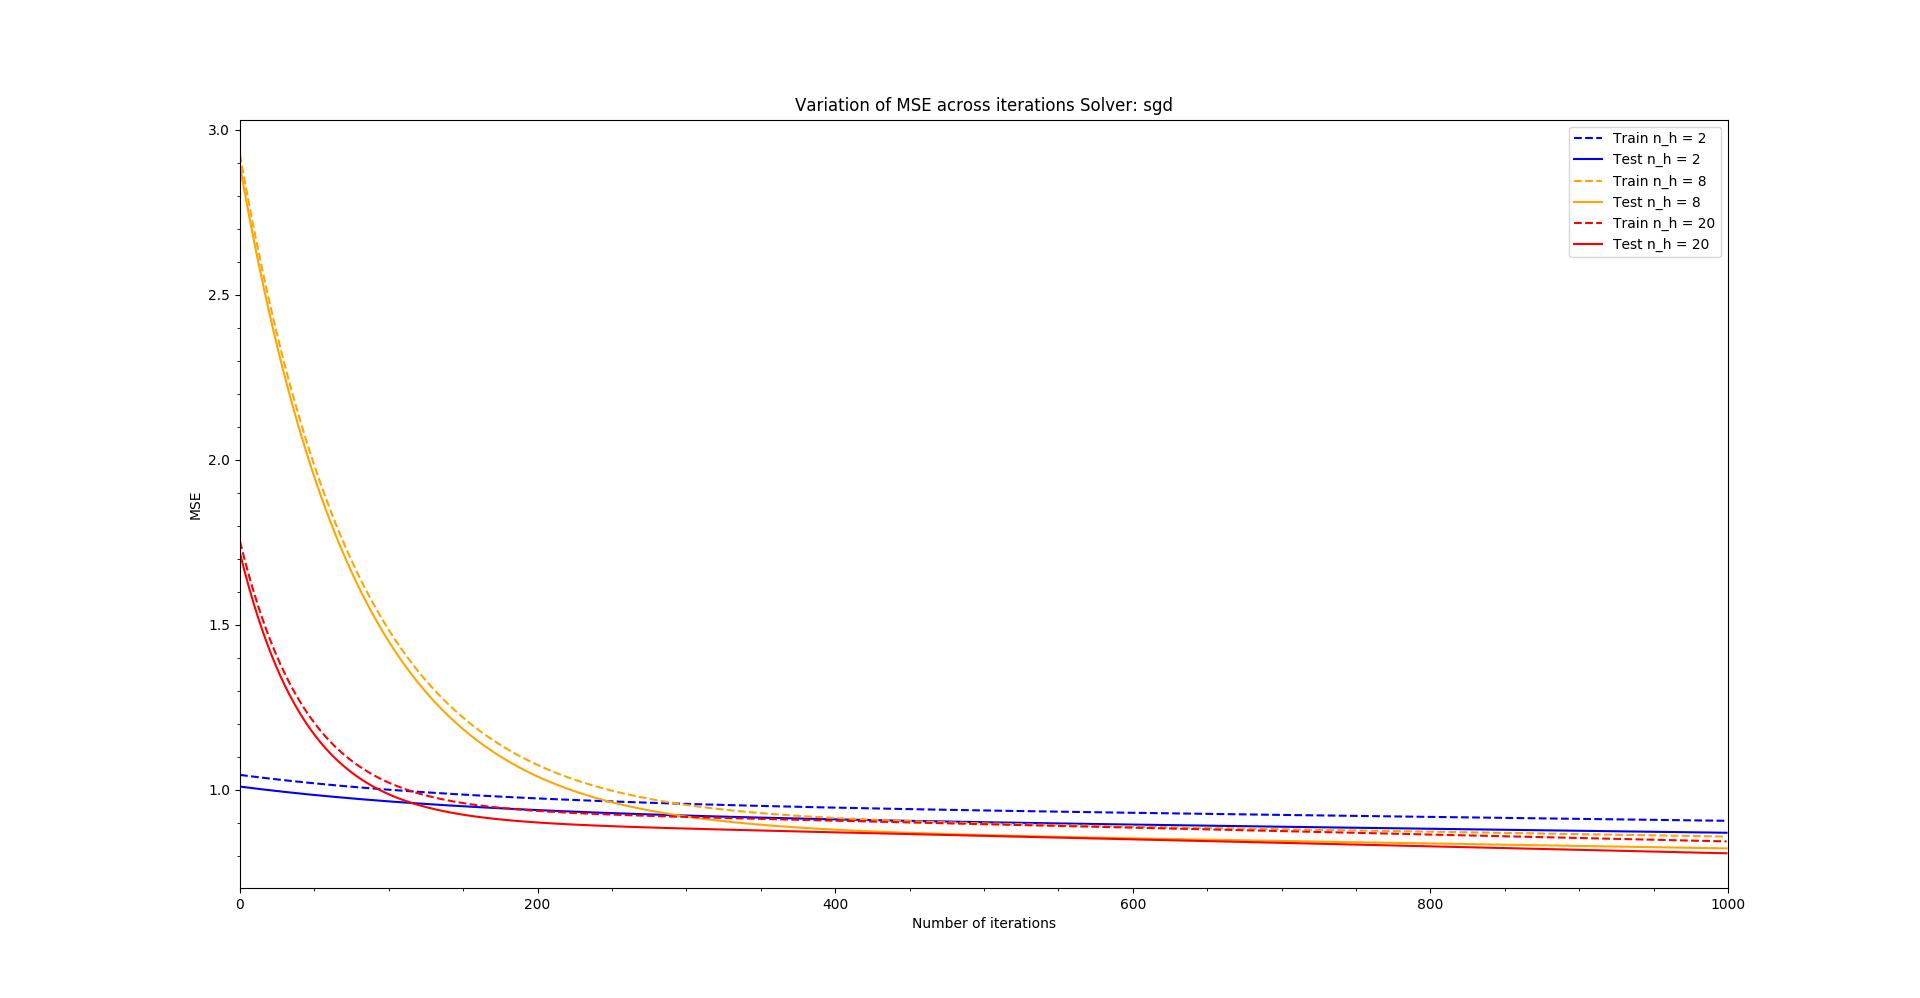 Variation of MSE across iterations Solver: sgd
3.0
2.5
2.0
1.5
1.0
MSE
Train n_h = 2
Test n_h = 2
Train n_h = 8
Test n_h = 8
Train n_h = 20
Test n_h = 20
0 200 400 600 800 1000
Number of iterations